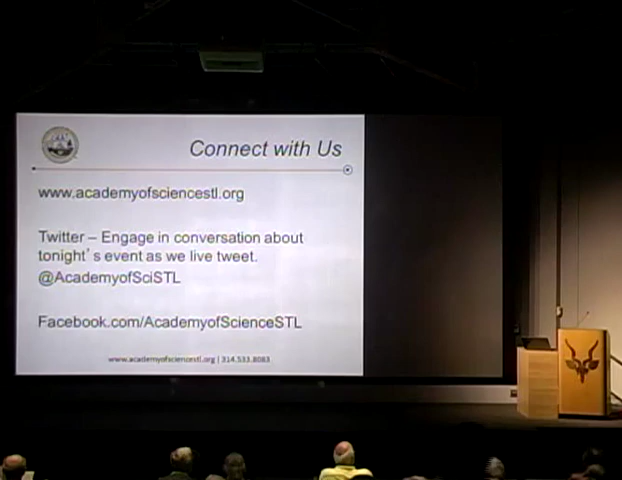 Connect with Us
www.academyofsciencestl.org
Twitter – Engage in conversation about
tonight's event as we live tweet.
@AcademyofSciSTL
Facebook.com/AcademyofScienceSTL
www.academyofsciencestl.org | 314.533.8083